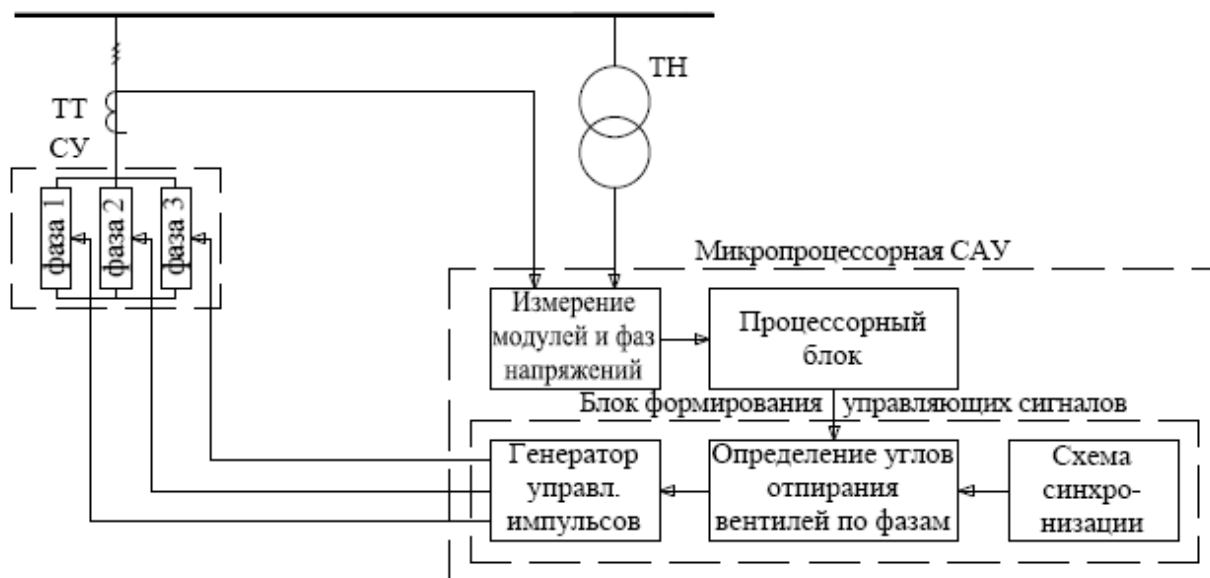 ТН
ТТ
СУ
фаза 1
фаза 2
фаза 3
Микропроцессорная САУ
Измерение
модулей и фаз
напряжений
Процессорный
блок
Блок формирования управляющих сигналов
Генератор
управл.
импульсов
Определение углов
отпирания
вентилей по фазам
Схема
синхро-
низации